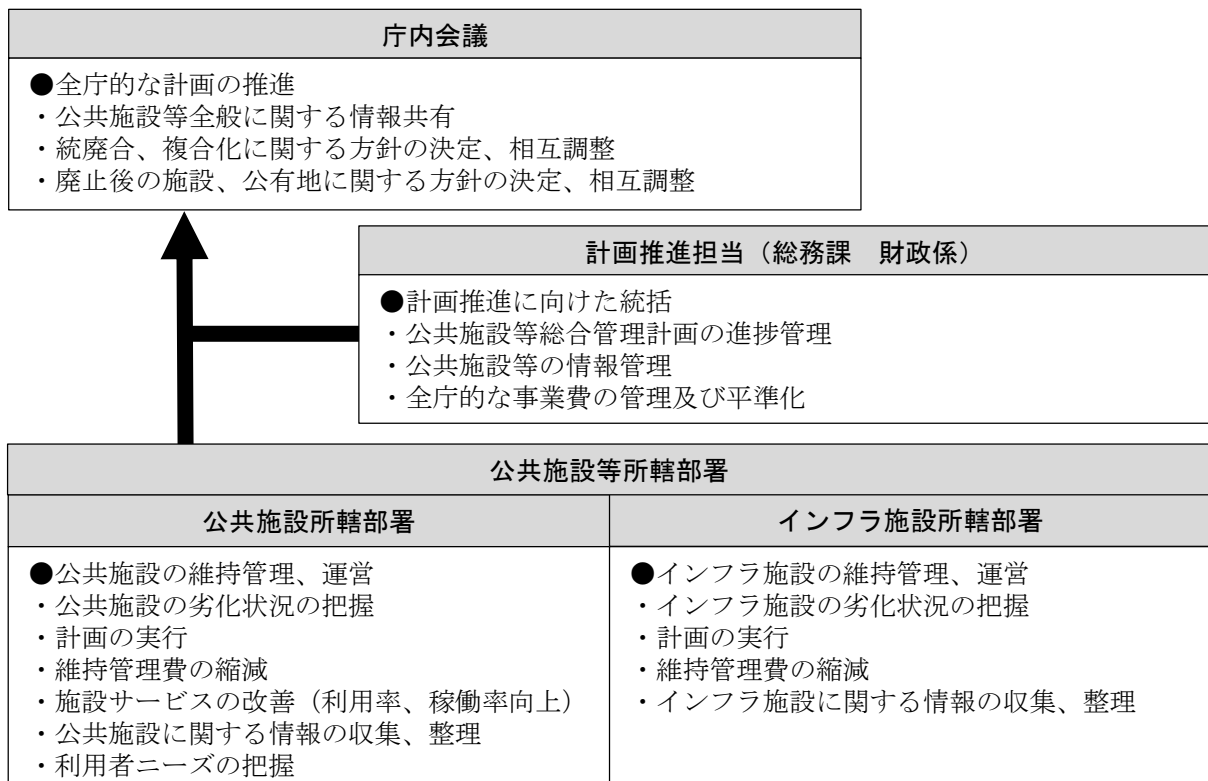 庁内会議
●全庁的な計画の推進
・公共施設等全般に関する情報共有
・統廃合、複合化に関する方針の決定、相互調整
・廃止後の施設、公有地に関する方針の決定、相互調整
計画推進担当（総務課　財政係）
●計画推進に向けた統括
・公共施設等総合管理計画の進捗管理
・公共施設等の情報管理
・全庁的な事業費の管理及び平準化
公共施設等所轄部署
公共施設所轄部署
●公共施設の維持管理、運営
・公共施設の劣化状況の把握
・計画の実行
・維持管理費の縮減
・施設サービスの改善（利用率、稼働率向上）
・公共施設に関する情報の収集、整理
・利用者ニーズの把握
インフラ施設所轄部署
●インフラ施設の維持管理、運営
・インフラ施設の劣化状況の把握
・計画の実行
・維持管理費の縮減
・インフラ施設に関する情報の収集、整理